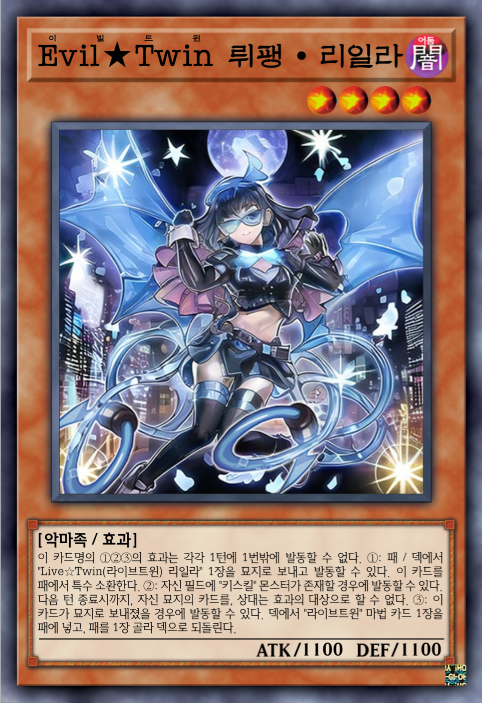 이 빌 트 윈
Evil★Twin 뤼팽 • 리일라
어둠
闇
[악마족 / 효과]
이 카드명의 ①②③의 효과는 각각 1턴에 1번밖에 발동할 수 없다. ①: 패 / 덱에서
"Live☆Twin(라이브트윈) 리일라" 1장을 묘지로 보내고 발동할 수 있다. 이 카드를
패에서 특수 소환한다. ②: 자신 필드에 "키스킬" 몬스터가 존재할 경우에 발동할 수 있다.
다음 턴 종료시까지, 자신 묘지의 카드를, 상대는 효과의 대상으로 할 수 없다. ③: 이
카드가 묘지로 보내졌을 경우에 발동할 수 있다. 덱에서 "라이브트윈" 마법 카드 1장을
패에 넣고, 패를 1장 골라 덱으로 되돌린다.
ATK/1100 DEF/1100